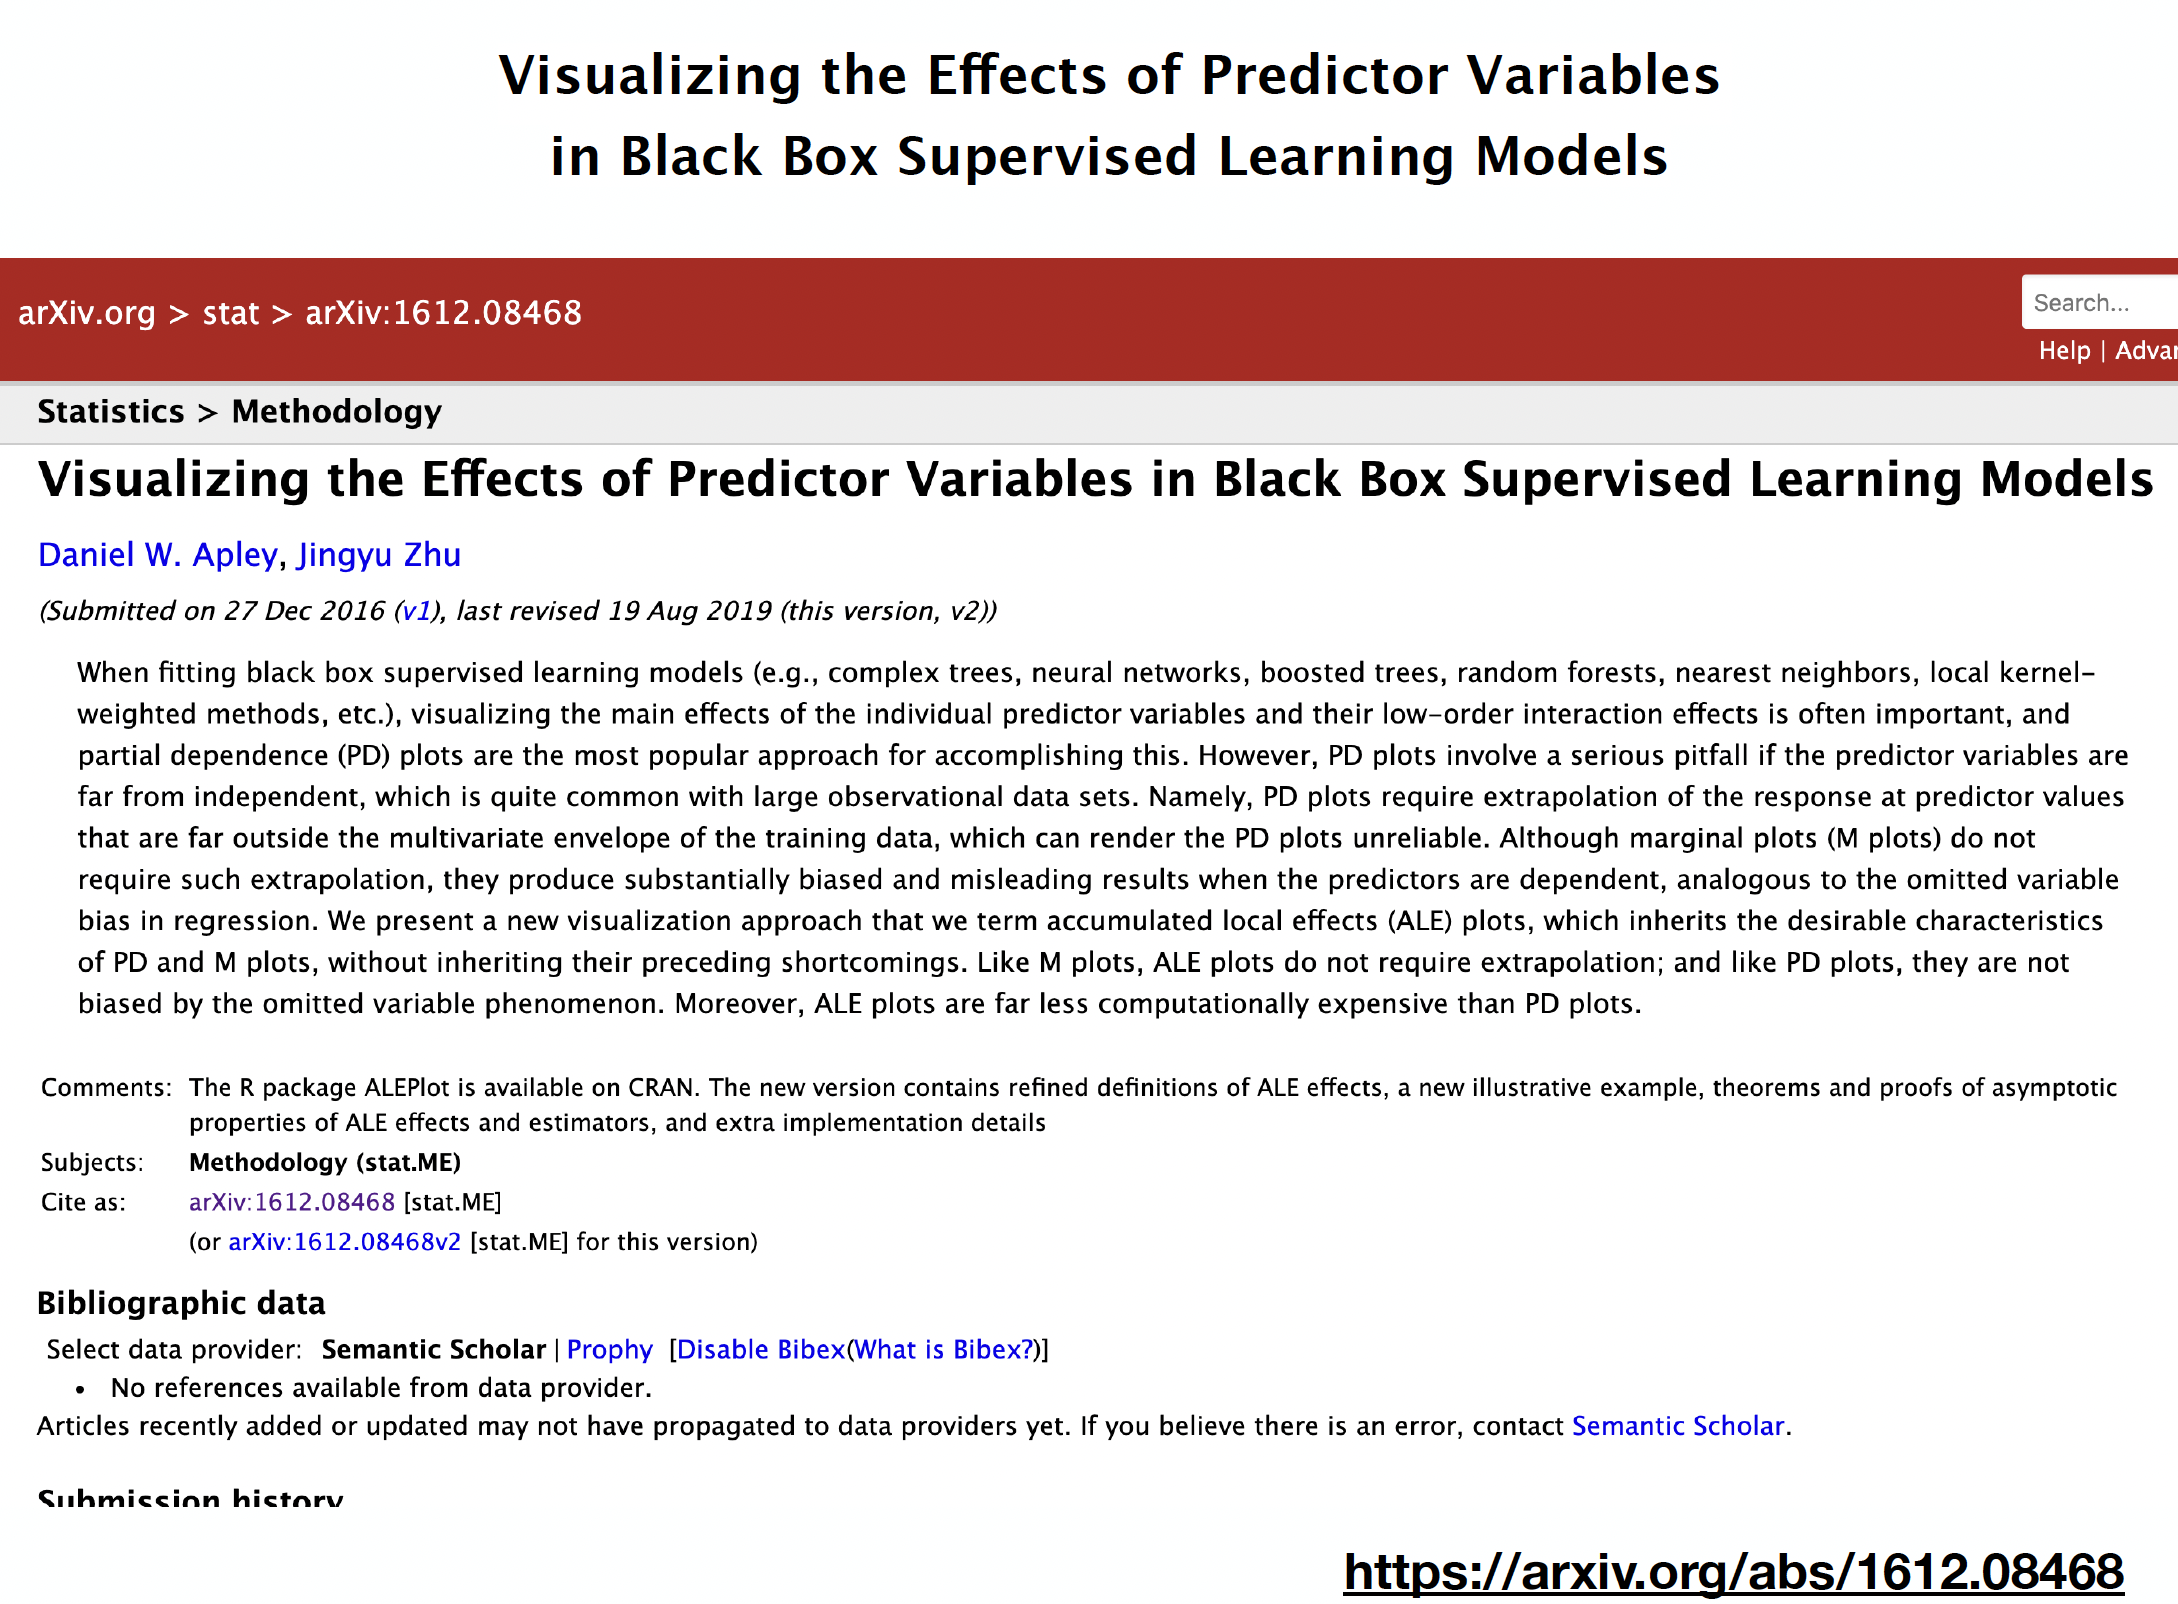 Visualizing the Effects of Predictor Variables
in Black Box Supervised Learning Models
arXiv.org > stat > arXiv:1612.08468
Search...
Help | Advar
Statistics > Methodology
Visualizing the Effects of Predictor Variables in Black Box Supervised Learning Models
Daniel W. Apley, Jingyu Zhu
(Submitted on 27 Dec 2016 (v1), last revised 19 Aug 2019 (this version, v2))
When fitting black box supervised learning models (e.g., complex trees, neural networks, boosted trees, random forests, nearest neighbors, local kernel-
weighted methods, etc.), visualizing the main effects of the individual predictor variables and their low-order interaction effects is often important, and
partial dependence (PD) plots are the most popular approach for accomplishing this. However, PD plots involve a serious pitfall if the predictor variables are
far from independent, which is quite common with large observational data sets. Namely, PD plots require extrapolation of the response at predictor values
that are far outside the multivariate envelope of the training data, which can render the PD plots unreliable. Although marginal plots (M plots) do not
require such extrapolation, they produce substantially biased and misleading results when the predictors are dependent, analogous to the omitted variable
bias in regression. We present a new visualization approach that we term accumulated local effects (ALE) plots, which inherits the desirable characteristics
of PD and M plots, without inheriting their preceding shortcomings. Like M plots, ALE plots do not require extrapolation; and like PD plots, they are not
biased by the omitted variable phenomenon. Moreover, ALE plots are far less computationally expensive than PD plots.
Comments: The R package ALEPlot is available on CRAN. The new version contains refined definitions of ALE effects, a new illustrative example, theorems and proofs of asymptotic
properties of ALE effects and estimators, and extra implementation details
Subjects: Methodology (stat.ME)
Cite as: arXiv:1612.08468 [stat.ME]
(or arXiv:1612.08468v2 [stat.ME] for this version)
Bibliographic data
Select data provider: Semantic Scholar | Prophy [Disable Bibex(What is Bibex?)]
• No references available from data provider.
Articles recently added or updated may not have propagated to data providers yet. If you believe there is an error, contact Semantic Scholar.
Submission history
https://arxiv.org/abs/1612.08468